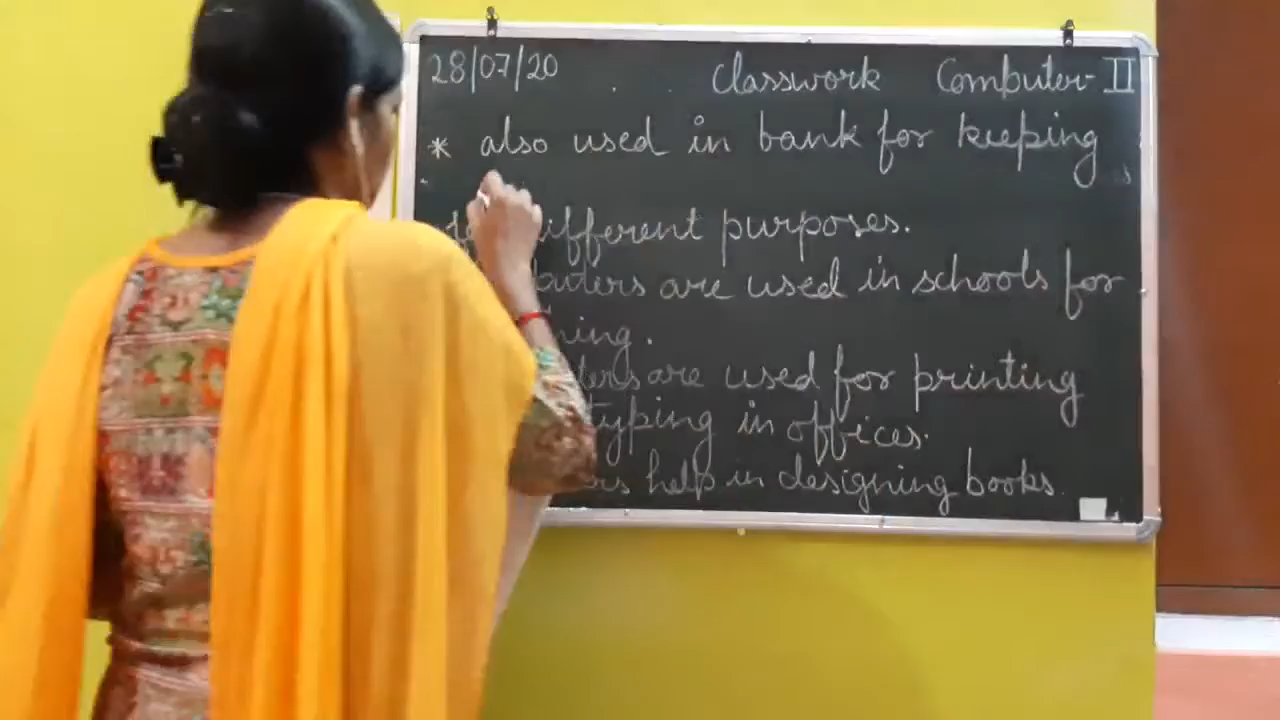 28/07/20 Classwork Computer-II
* also used in bank for keeping
different purposes.
are used in schools for
are used for printing
typing in offices.
help in designing books.